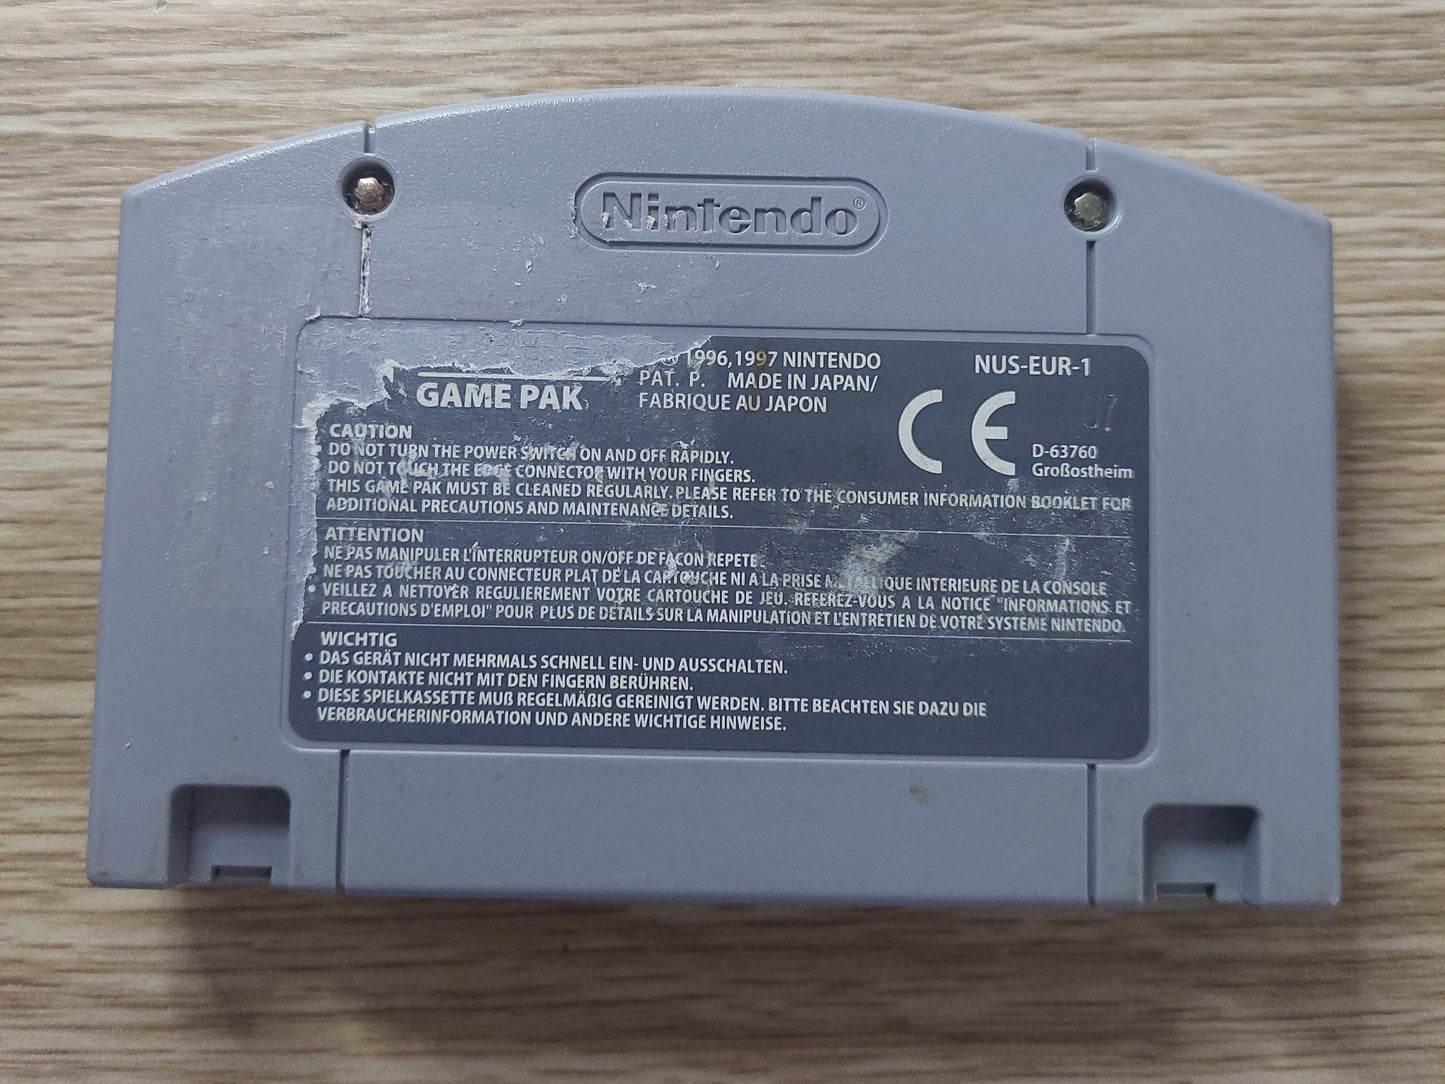 Nintendo®
© 1996,1997 NINTENDO
PAT. P. MADE IN JAPAN/
FABRIQUE AU JAPON
NUS-EUR-1
GAME PAK
CE
17
D-63760
Großostheim
CAUTION
DO NOT TURN THE POWER SWITCH ON AND OFF RAPIDLY.
DO NOT TOUCH THE EDGE CONNECTOR WITH YOUR FINGERS.
THIS GAME PAK MUST BE CLEANED REGULARLY. PLEASE REFER TO THE CONSUMER INFORMATION BOOKLET FOR
ADDITIONAL PRECAUTIONS AND MAINTENANCE DETAILS.
ATTENTION
• NE PAS MANIPULER L'INTERRUPTEUR ON/OFF DE FACON REPETE.
• NE PAS TOUCHER AU CONNECTEUR PLAT DE LA CARTOUCHE NI A LA PRISE METALLIQUE INTERIEURE DE LA CONSOLE
• VEILLEZ A NETTOYER REGULIEREMENT VOTRE CARTOUCHE DE JEU. REFEREZ-VOUS A LA NOTICE "INFORMATIONS ET
PRECAUTIONS D'EMPLOI" POUR PLUS DE DETAILS SUR LA MANIPULATION ET L'ENTRETIEN DE VOTRE SYSTEME NINTENDO.
WICHTIG
• DAS GERÄT NICHT MEHRMALS SCHNELL EIN- UND AUSSCHALTEN.
• DIE KONTAKTE NICHT MIT DEN FINGERN BERÜHREN.
• DIESE SPIELKASSETTE MUß REGELMÄßIG GEREINIGT WERDEN. BITTE BEACHTEN SIE DAZU DIE
VERBRAUCHERINFORMATION UND ANDERE WICHTIGE HINWEISE.